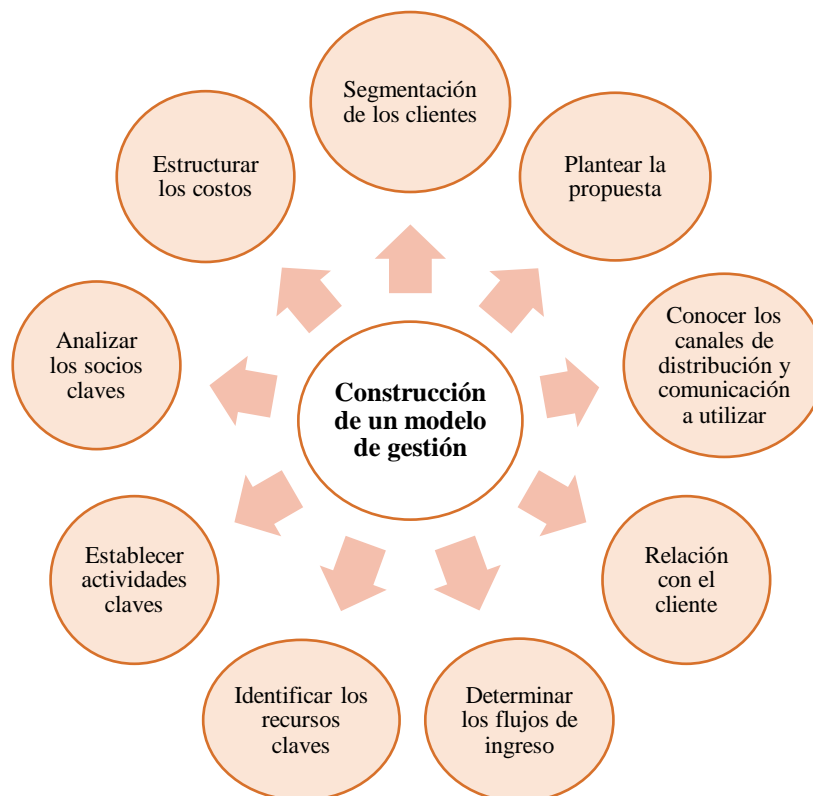 Segmentación
de los clientes
Plantear la
propuesta
Conocer los
canales de
distribución y
comunicación
a utilizar
Relación
con el
cliente
Determinar
los flujos de
ingreso
Identificar los
recursos
claves
Establecer
actividades
claves
Analizar
los socios
claves
Estructurar
los costos
Construcción
de un modelo
de gestión